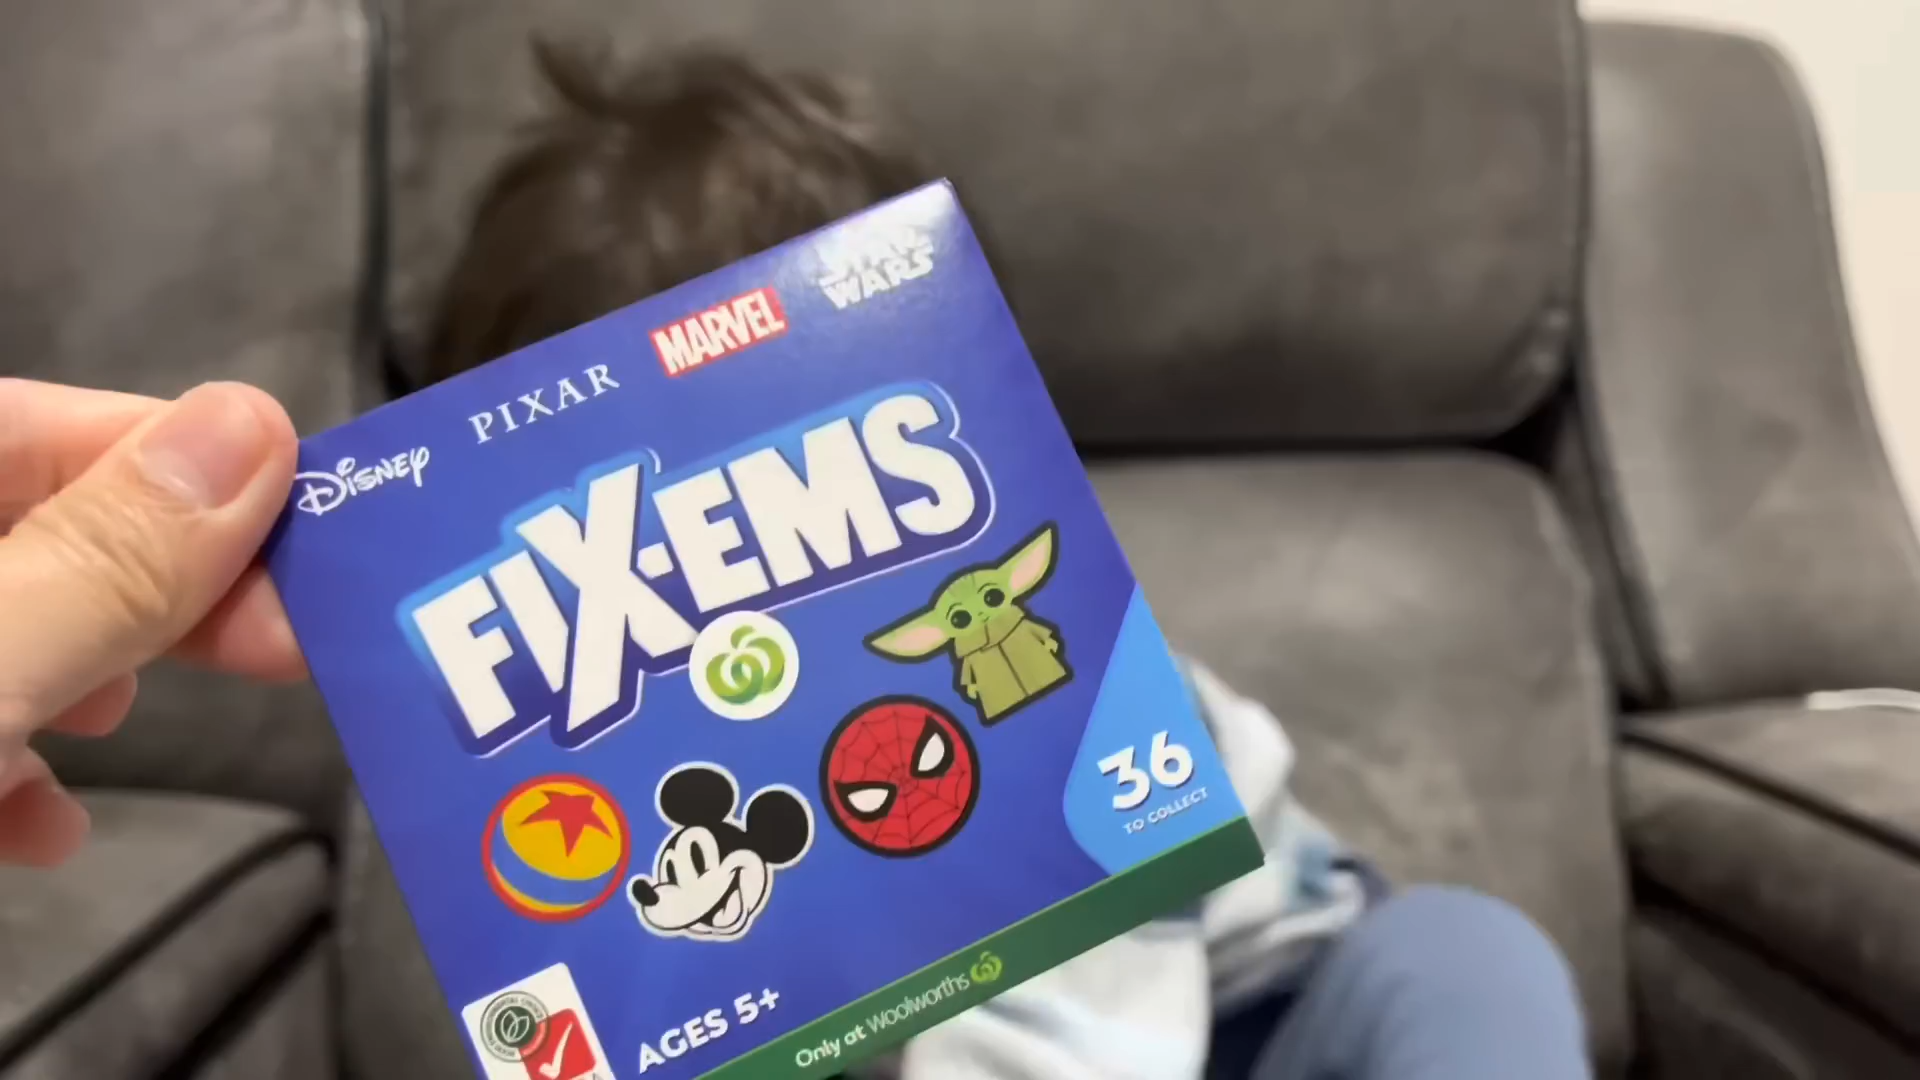 Disney PIXAR MARVEL STAR WARS
FIX-EMS
36
TO COLLECT
AGES 5+
Only at Woolworths